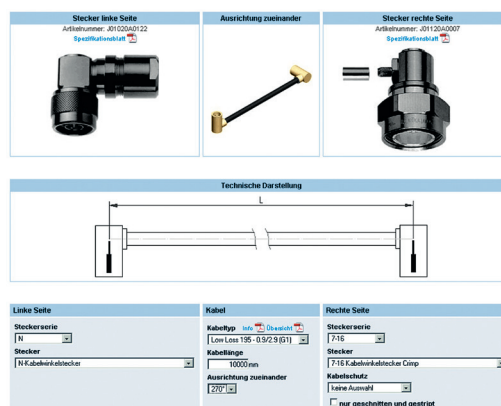 Stecker linke Seite
Artikelnummer: J01020A0122
Spezifikationsblatt
Ausrichtung zueinander
Stecker rechte Seite
Artikelnummer: J01120A0007
Spezifikationsblatt
Technische Darstellung
L
Linke Seite
Steckerserie
N
Stecker
N-Kabelwinkelstecker
Kabel
Kabeltyp Info Übersicht
Low Loss 195 - 0.9/2.9 (G1)
Kabellänge
10000 mm
Ausrichtung zueinander
270°
Rechte Seite
Steckerserie
7-16
Stecker
7-16 Kabelwinkelstecker Crimp
Kabelschutz
keine Auswahl
nur geschnitten und gestript